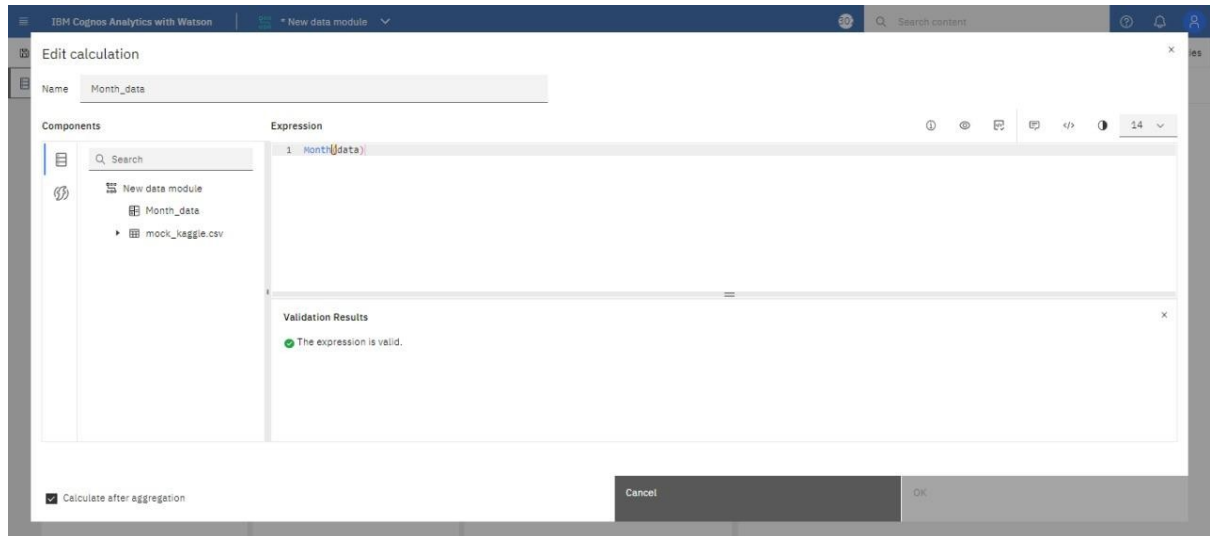 IBM Cognos Analytics with Watson
* New data module
30
Search content
Edit calculation
ies
Name
Month_data
Components
Expression
14
Search
1 Month(data)
New data module
Month_data
mock_kaggle.csv
Validation Results
The expression is valid.
Calculate after aggregation
Cancel
OK